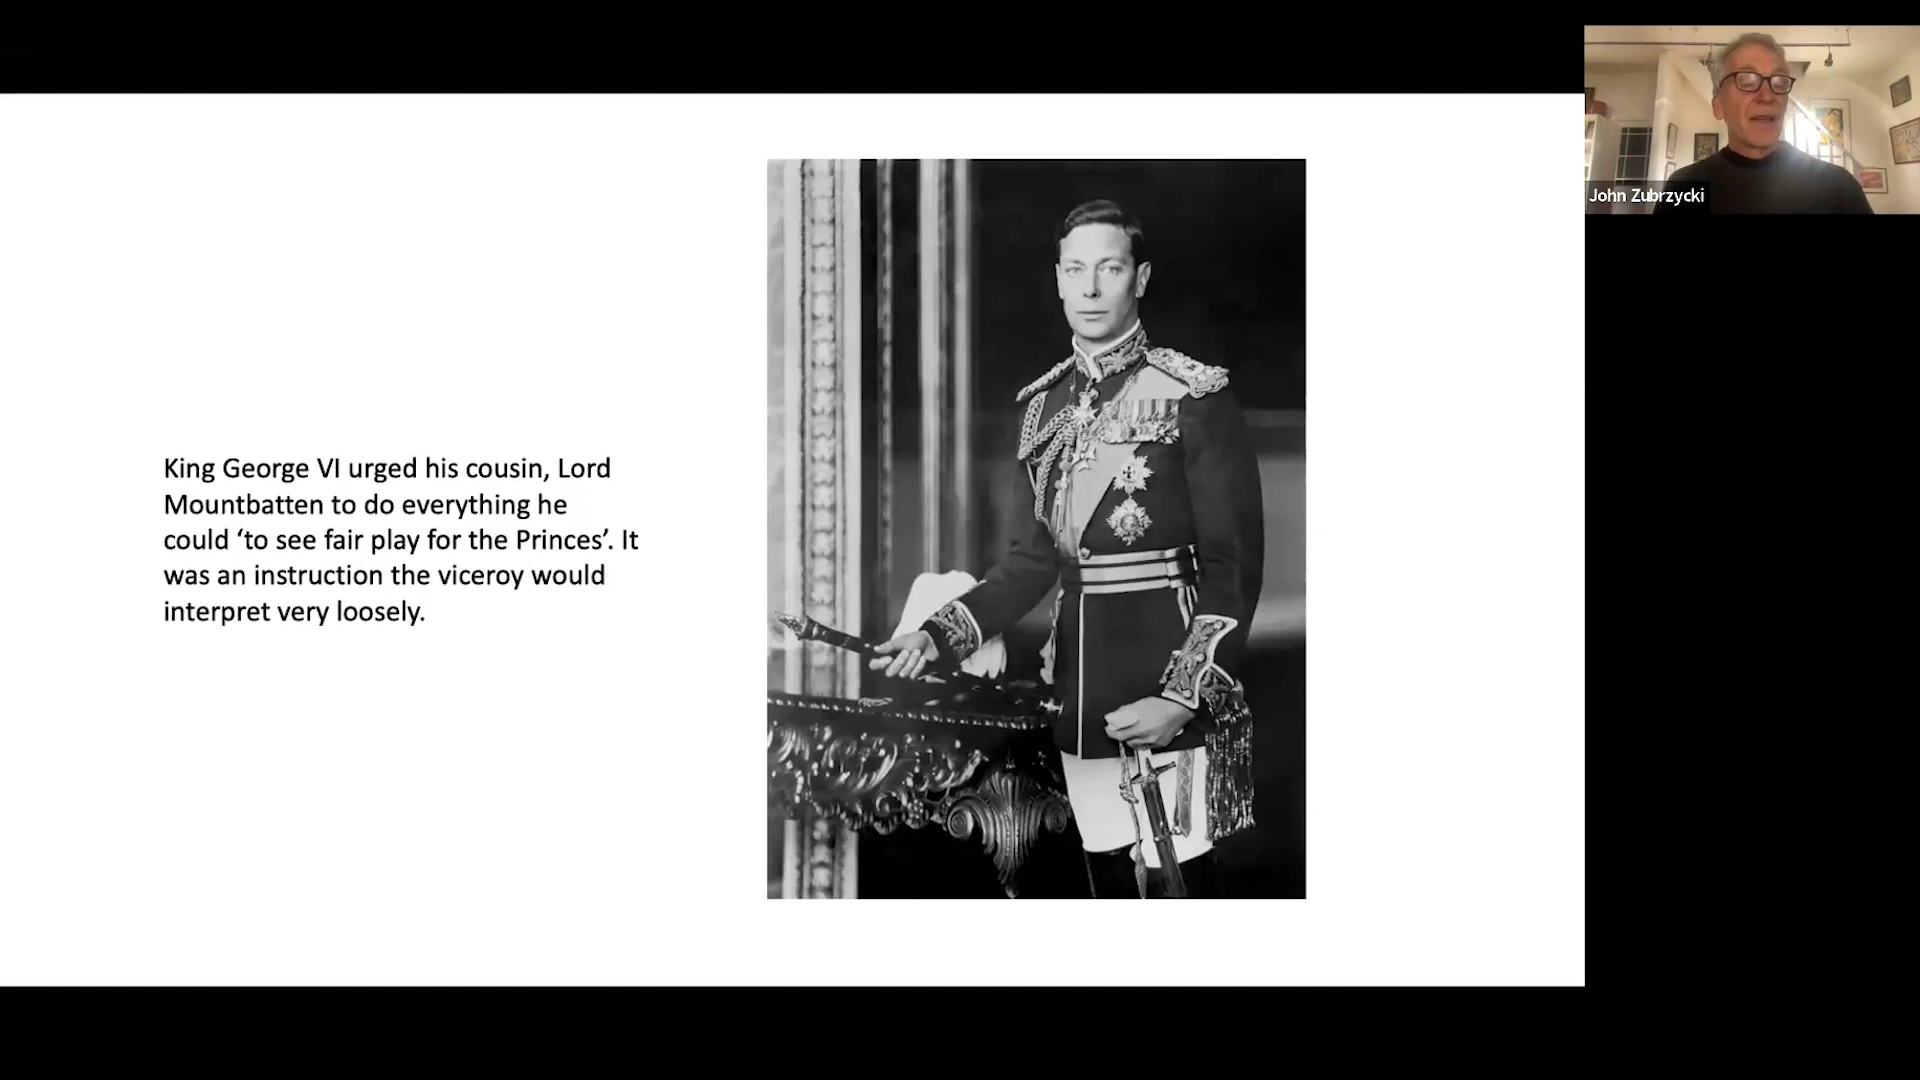 King George VI urged his cousin, Lord
Mountbatten to do everything he
could ‘to see fair play for the Princes’. It
was an instruction the viceroy would
interpret very loosely.
John Zubrzycki